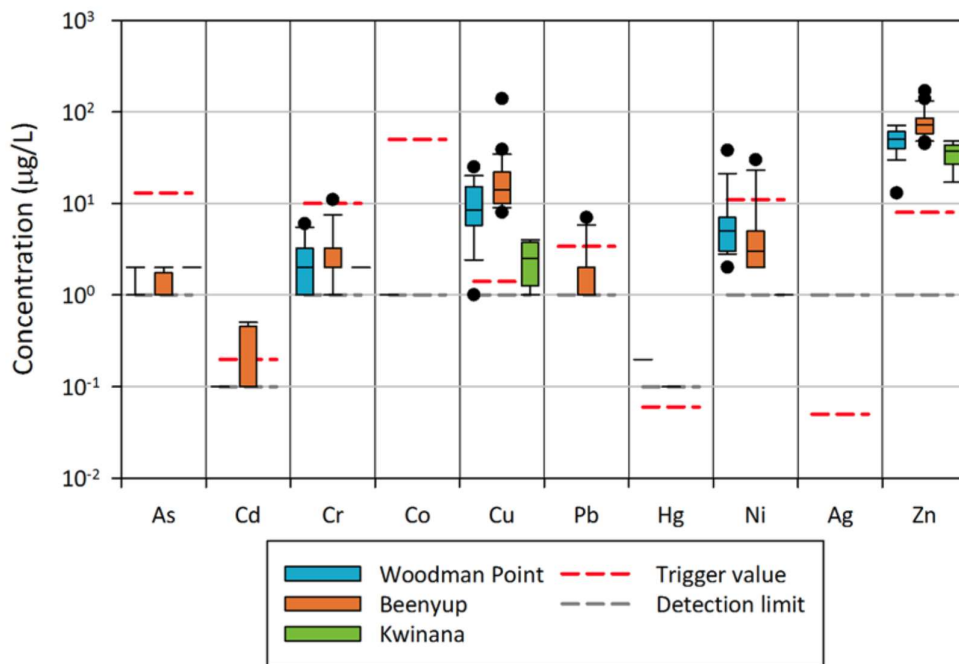 Concentration (µg/L)
10³
10²
10¹
10⁰
10⁻¹
10⁻²
As Cd Cr Co Cu Pb Hg Ni Ag Zn
Woodman Point Trigger value
Beenyup Detection limit
Kwinana